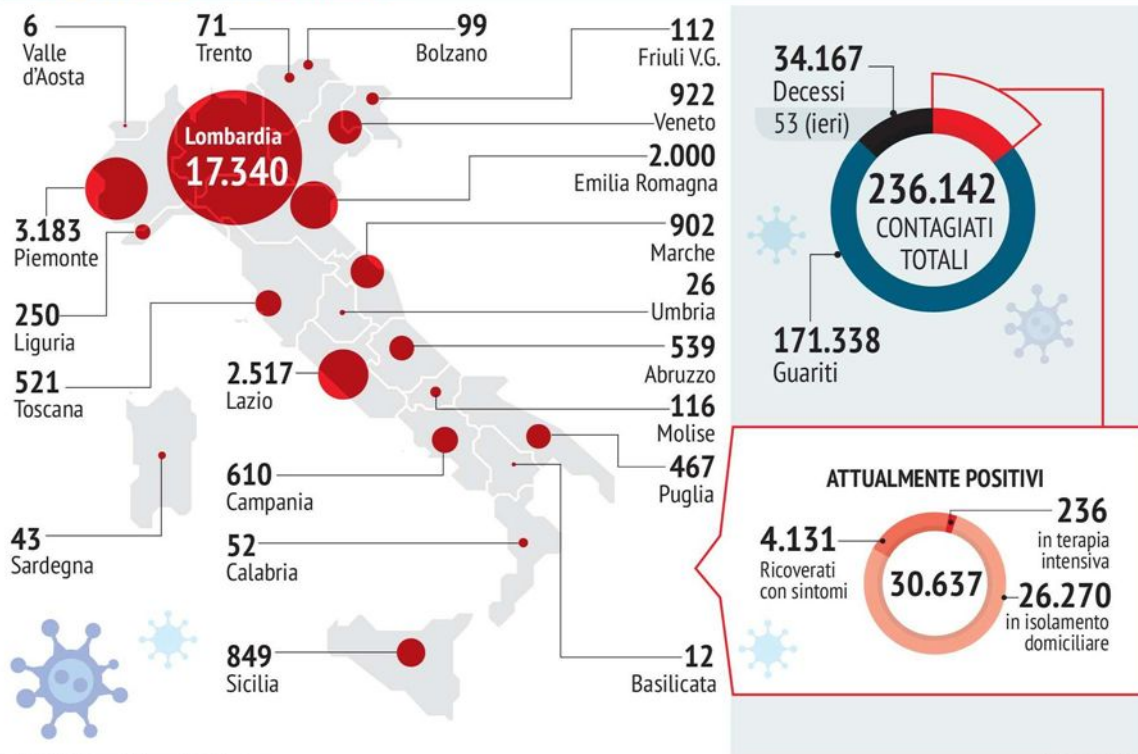 6
Valle
d'Aosta
71
Trento
99
Bolzano
112
Friuli V.G.
922
Veneto
2.000
Emilia Romagna
902
Marche
26
Umbria
539
Abruzzo
116
Molise
467
Puglia
12
Basilicata
Lombardia
17.340
3.183
Piemonte
250
Liguria
521
Toscana
2.517
Lazio
610
Campania
43
Sardegna
52
Calabria
849
Sicilia
34.167
Decessi
53 (ieri)
236.142
CONTAGIATI
TOTALI
171.338
Guariti
ATTUALMENTE POSITIVI
4.131
Ricoverati
con sintomi
30.637
236
in terapia
intensiva
26.270
in isolamento
domiciliare